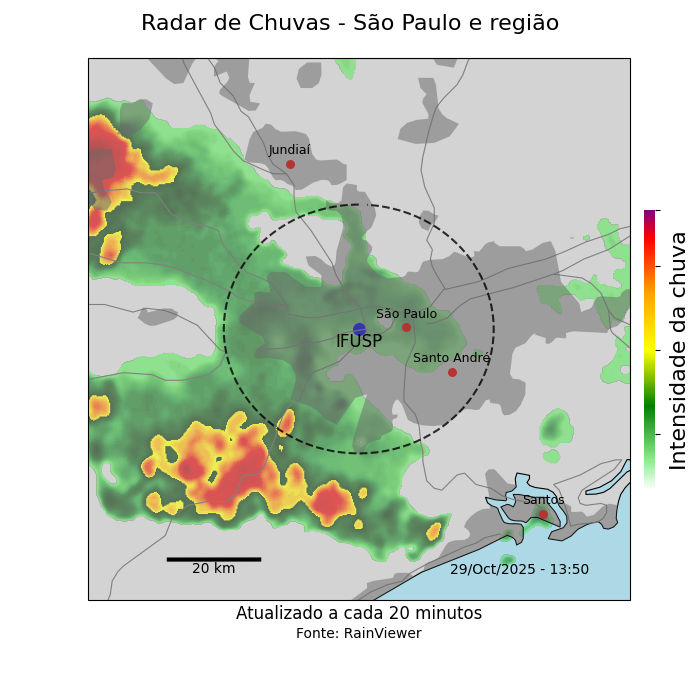 Radar de Chuvas - São Paulo e região
Jundiaí
São Paulo
IFUSP
Santo André
Santos
20 km
29/Oct/2025 - 13:50
Intensidade da chuva
Atualizado a cada 20 minutos
Fonte: RainViewer